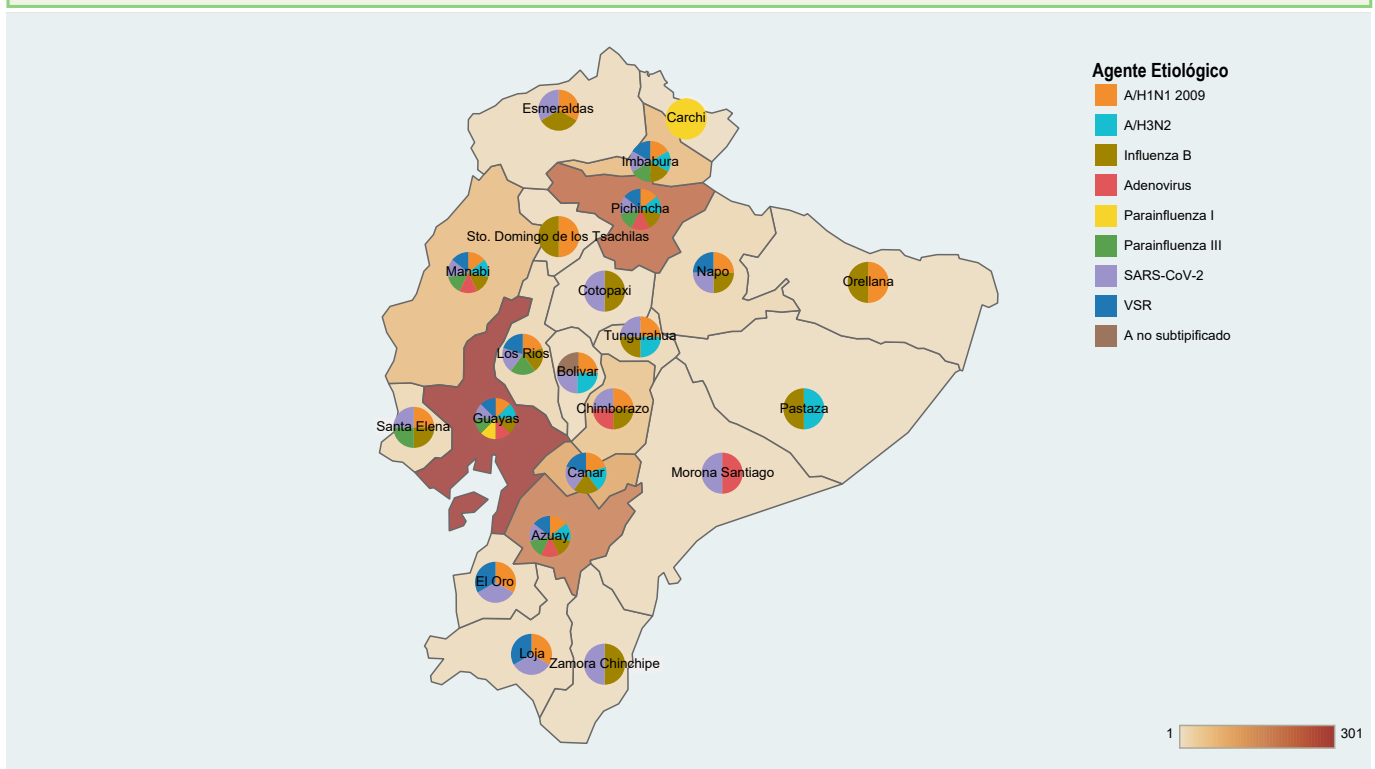 Agente Etiológico
A/H1N1 2009
A/H3N2
Influenza B
Adenovirus
Parainfluenza I
Parainfluenza III
SARS-CoV-2
VSR
A no subtipificado
Esmeraldas
Carchi
Imbabura
Pichincha
Sto. Domingo de los Tsachilas
Manabi
Napo
Orellana
Cotopaxi
Tungurahua
Los Rios
Bolivar
Chimborazo
Pastaza
Santa Elena
Guayas
Canar
Morona Santiago
Azuay
El Oro
Loja
Zamora Chinchipe
1
301